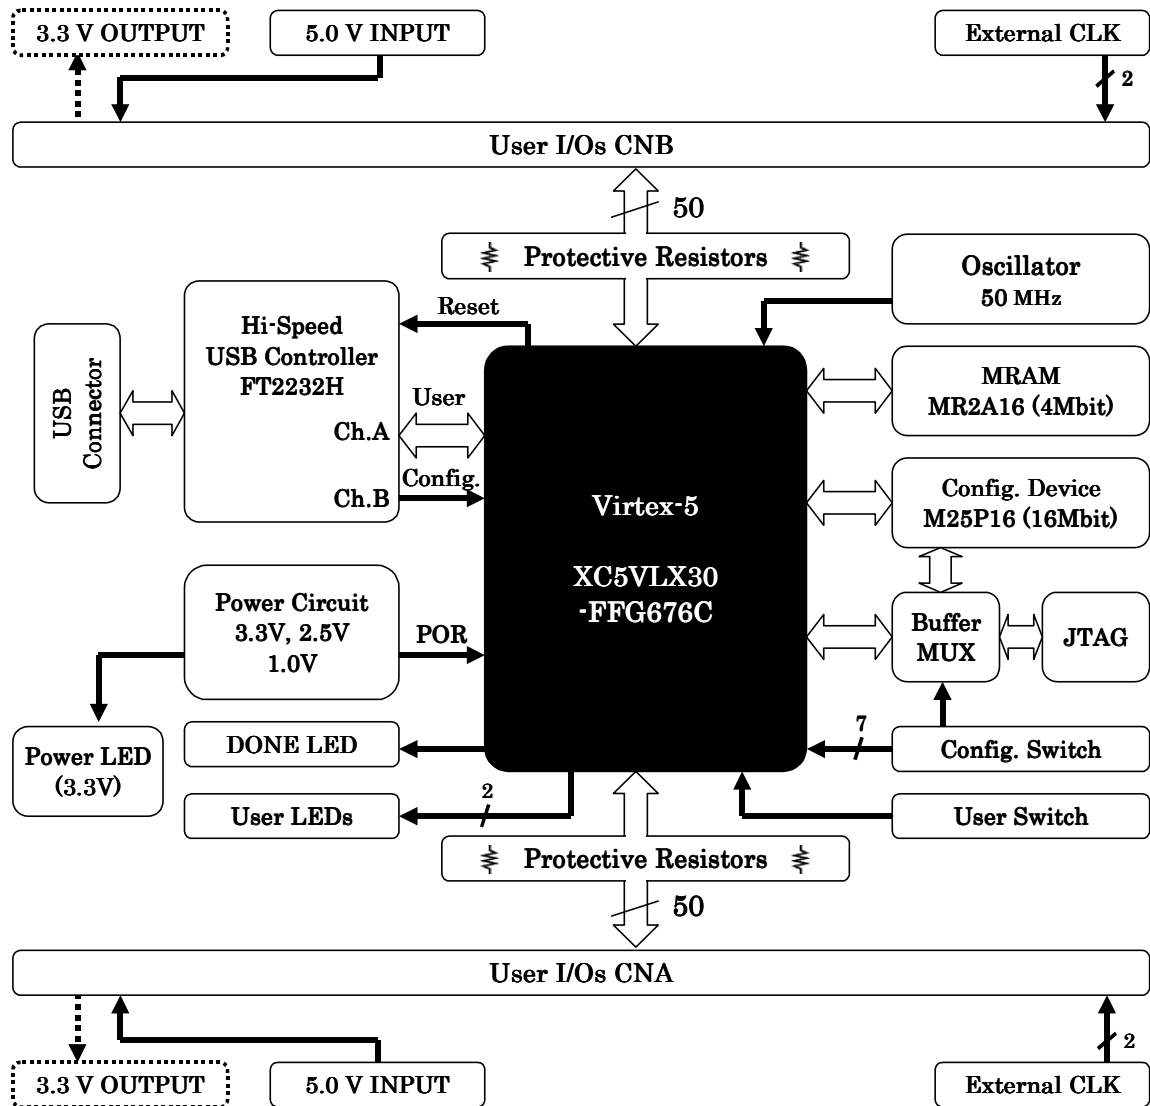 3.3 V OUTPUT
5.0 V INPUT
External CLK
2
User I/Os CNB
50
Protective Resistors
Oscillator
50 MHz
Reset
Hi-Speed
USB Controller
FT2232H
USB
Connector
User
Ch.A
Config.
Ch.B
MRAM
MR2A16 (4Mbit)
Config. Device
M25P16 (16Mbit)
Virtex-5
XC5VLX30
-FFG676C
Power Circuit
3.3V, 2.5V
1.0V
POR
Buffer
MUX
JTAG
Power LED
(3.3V)
DONE LED
7
Config. Switch
User LEDs
2
User Switch
Protective Resistors
50
User I/Os CNA
2
3.3 V OUTPUT
5.0 V INPUT
External CLK